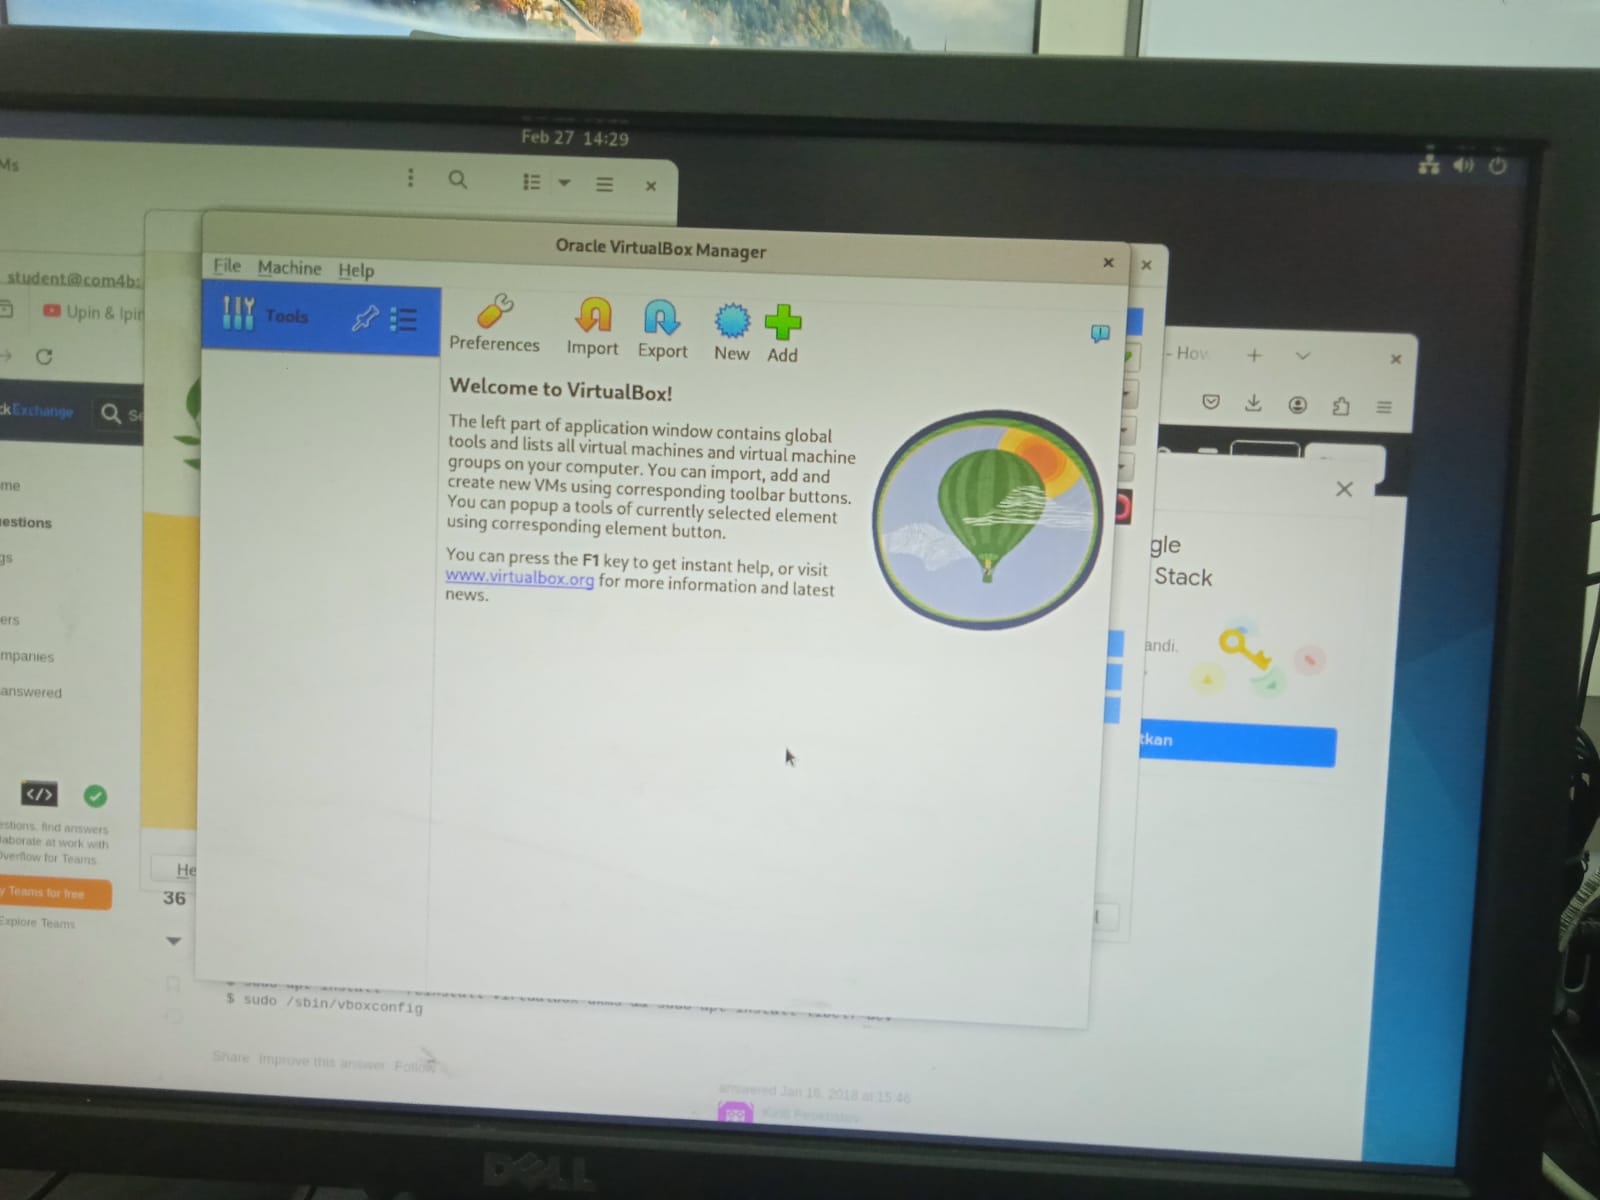 Feb 27 14:29
Ms
Oracle VirtualBox Manager
File Machine Help
student@com4b:
Upin & Ipin
Tools
Preferences
Import
Export
New
Add
- How
Exchange
Welcome to VirtualBox!
The left part of application window contains global
tools and lists all virtual machines and virtual machine
groups on your computer. You can import, add and
create new VMs using corresponding toolbar buttons.
You can popup a tools of currently selected element
using corresponding element button.
You can press the F1 key to get instant help, or visit
www.virtualbox.org for more information and latest
news.
me
estions
gs
ers
mpanies
answered
gle
Stack
andi.
tkan
estions, find answers
laborate at work with
Overflow for Teams.
y Teams for free
Explore Teams
He
36
$ sudo /sbin/vboxconfig
Share Improve this answer Follow
answered Jan 16, 2018 at 15:46
DELL